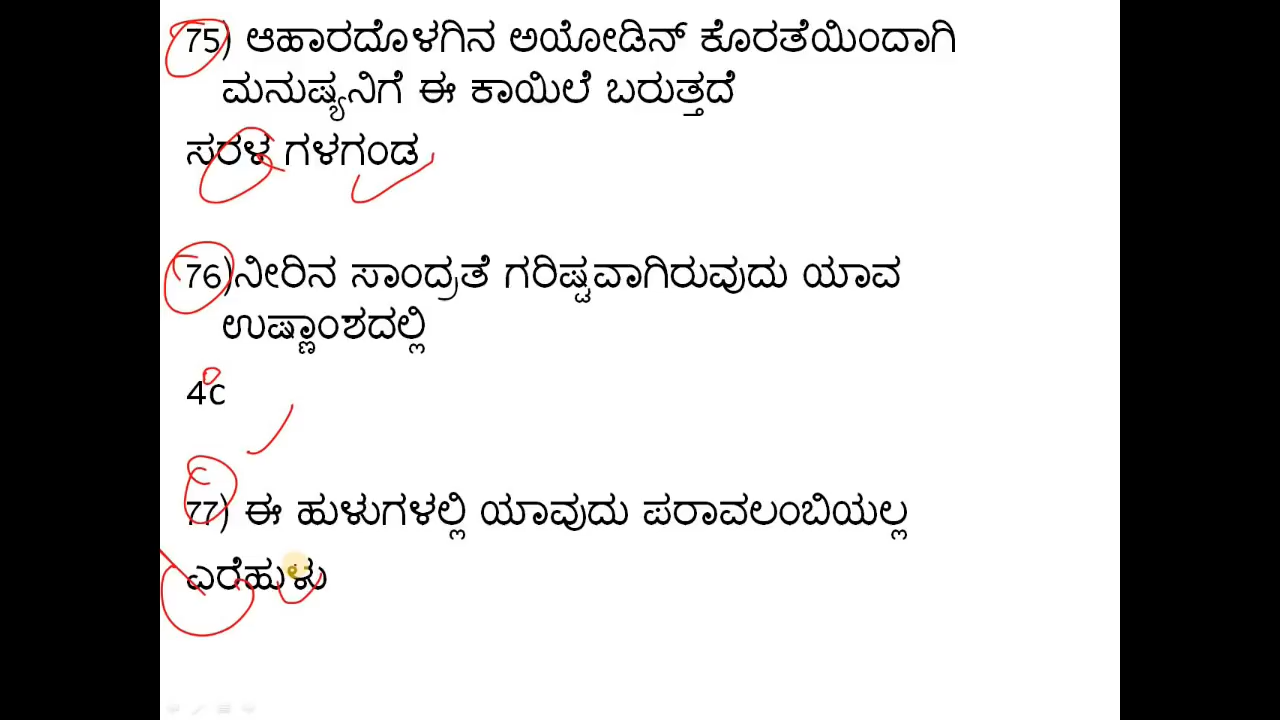 75) ಆಹಾರದೊಳಗಿನ ಅಯೋಡಿನ್ ಕೊರತೆಯಿಂದಾಗಿ
ಮನುಷ್ಯನಿಗೆ ಈ ಕಾಯಿಲೆ ಬರುತ್ತದೆ
ಸರಳ ಗಳಗಂಡ
76)ನೀರಿನ ಸಾಂದ್ರತೆ ಗರಿಷ್ಟವಾಗಿರುವುದು ಯಾವ
ಉಷ್ಣಾಂಶದಲ್ಲಿ
4°c
77) ಈ ಹುಳುಗಳಲ್ಲಿ ಯಾವುದು ಪರಾವಲಂಬಿಯಲ್ಲ
ಎರೆಹುಳು